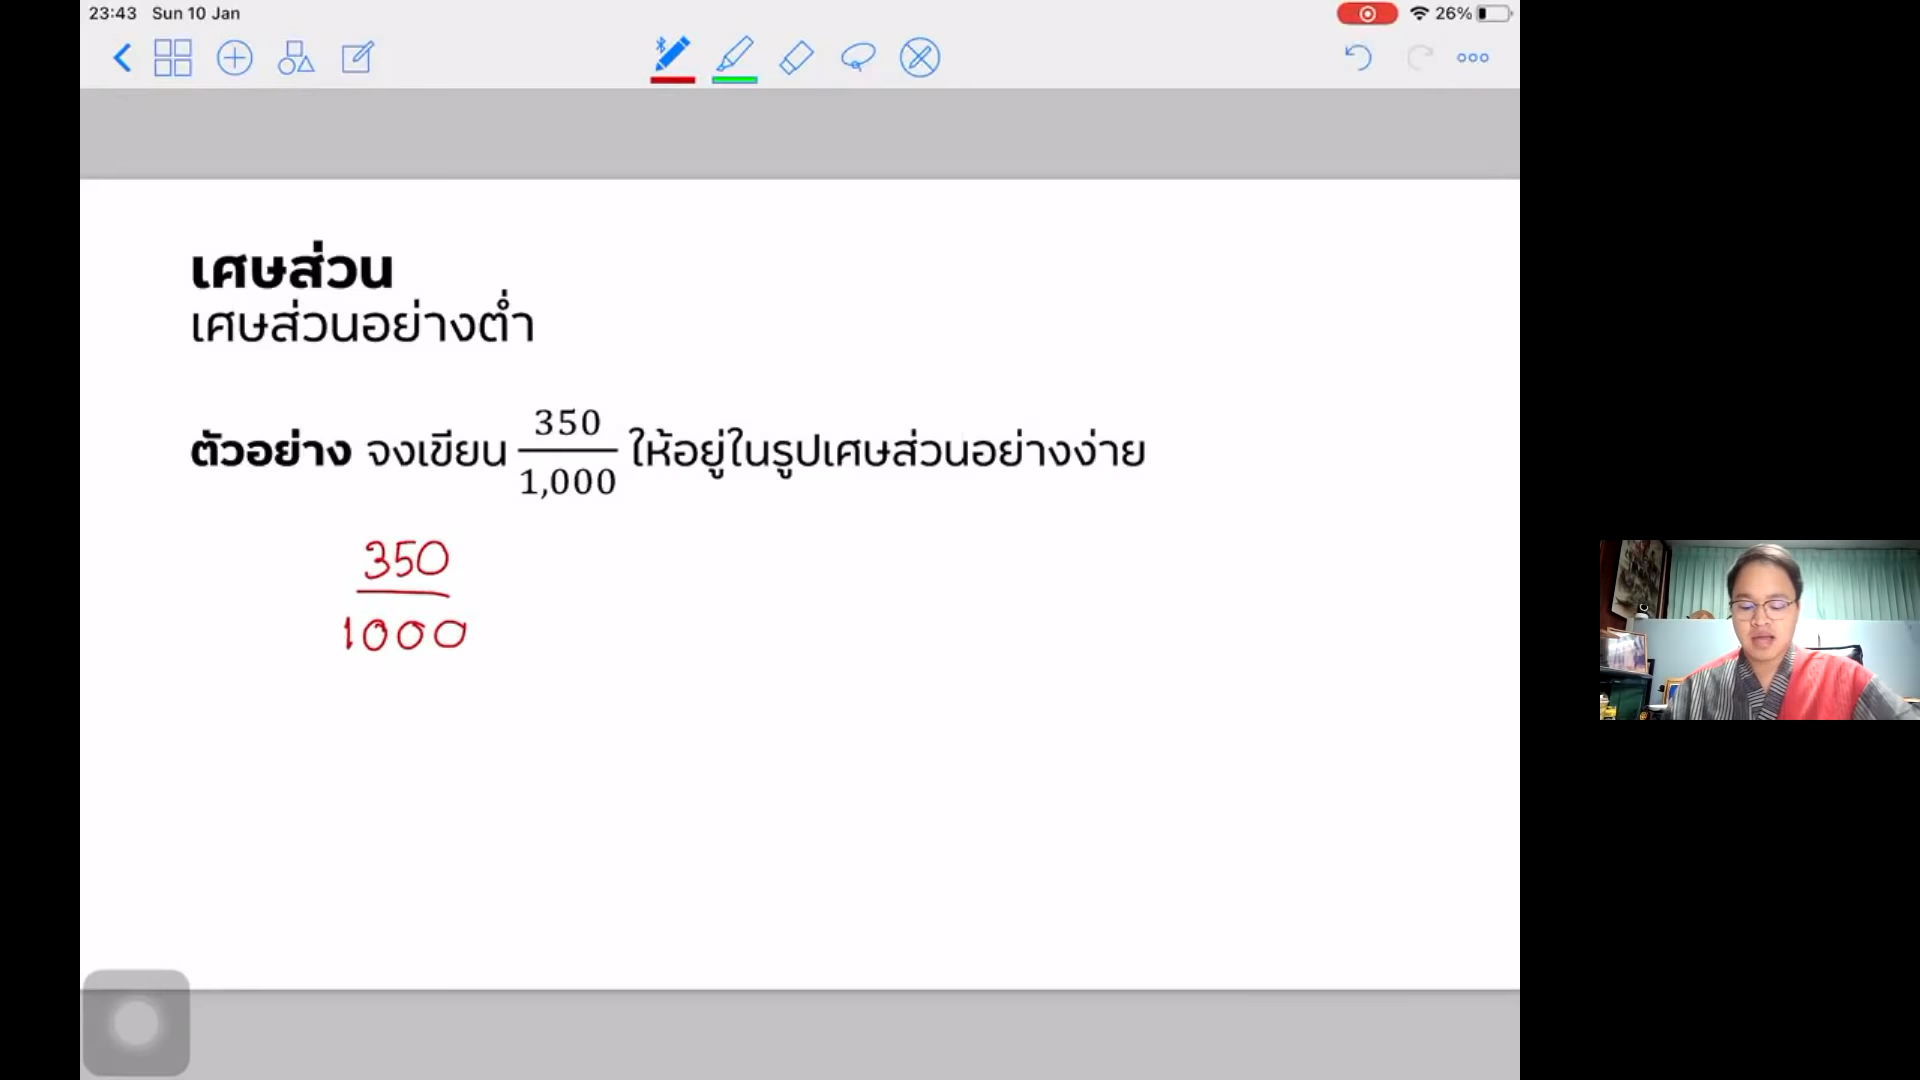 23:43 Sun 10 Jan
26%
เศษส่วน
เศษส่วนอย่างต่ำ
ตัวอย่าง จงเขียน 350/1,000 ให้อยู่ในรูปเศษส่วนอย่างง่าย
350
1000